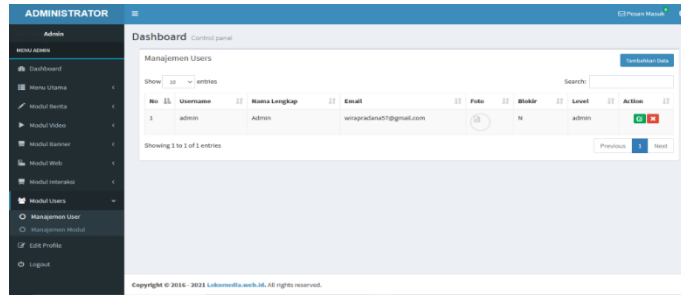 ADMINISTRATOR
Pesan Masuk
Admin
MENU ADMIN
Dashboard
Menu Utama
Modul Berita
Modul Video
Modul Banner
Modul Web
Modul Interaksi
Modul Users
Manajemen User
Manajemen Modul
Edit Profile
Logout
Dashboard Control panel
Manajemen Users
Tambahkan Data
Show 10 entries
Search:
No Username Nama Lengkap Email Foto Blokir Level Action
1 admin Admin wirapradana57@gmail.com N admin
Showing 1 to 1 of 1 entries
Previous 1 Next
Copyright © 2016 - 2021 Lokomedia.web.id. All rights reserved.